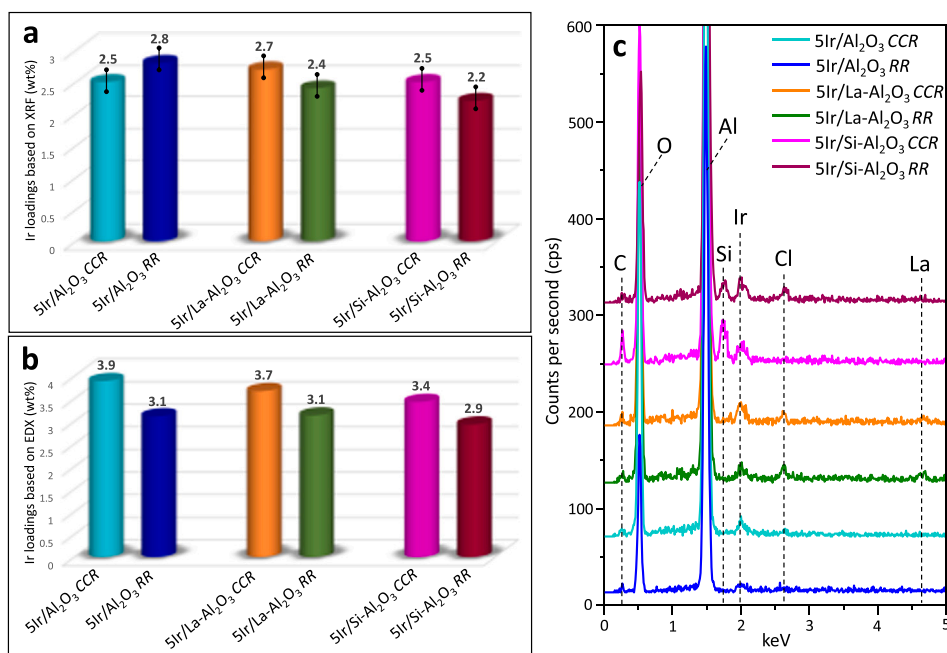 a
Ir loadings based on XRF (wt%)
3
2.5
2
1.5
1
0.5
0
2.5
2.8
2.7
2.4
2.5
2.2
5Ir/Al₂O₃ CCR
5Ir/Al₂O₃ RR
5Ir/La-Al₂O₃ CCR
5Ir/La-Al₂O₃ RR
5Ir/Si-Al₂O₃ CCR
5Ir/Si-Al₂O₃ RR
b
Ir loadings based on EDX (wt%)
4
3.5
3
2.5
2
1.5
1
0.5
0
3.9
3.1
3.7
3.1
3.4
2.9
5Ir/Al₂O₃ CCR
5Ir/Al₂O₃ RR
5Ir/La-Al₂O₃ CCR
5Ir/La-Al₂O₃ RR
5Ir/Si-Al₂O₃ CCR
5Ir/Si-Al₂O₃ RR
c
5Ir/Al₂O₃ CCR
5Ir/Al₂O₃ RR
5Ir/La-Al₂O₃ CCR
5Ir/La-Al₂O₃ RR
5Ir/Si-Al₂O₃ CCR
5Ir/Si-Al₂O₃ RR
O
Al
C
Si
Ir
Cl
La
Counts per second (cps)
600
500
400
300
200
100
0
0
1
2
3
4
5
keV